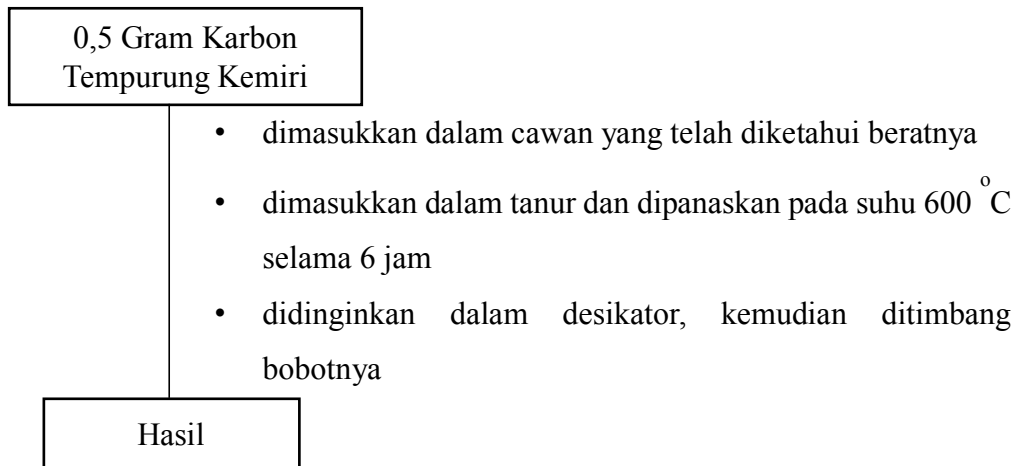 0,5 Gram Karbon
Tempurung Kemiri
• dimasukkan dalam cawan yang telah diketahui beratnya
• dimasukkan dalam tanur dan dipanaskan pada suhu 600 °C
selama 6 jam
• didinginkan dalam desikator, kemudian ditimbang
bobotnya
Hasil